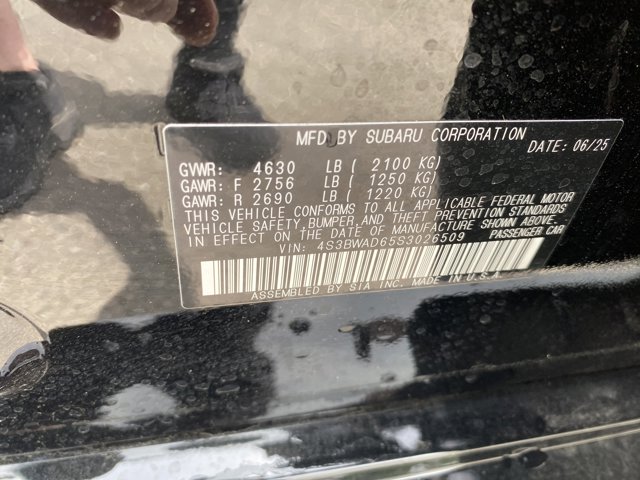 MFD BY SUBARU CORPORATION
DATE: 06/25
GVWR: 4630 LB ( 2100 KG)
GAWR: F 2756 LB ( 1250 KG)
GAWR: R 2690 LB ( 1220 KG)
THIS VEHICLE CONFORMS TO ALL APPLICABLE FEDERAL MOTOR
VEHICLE SAFETY, BUMPER, AND THEFT PREVENTION STANDARDS
IN EFFECT ON THE DATE OF MANUFACTURE SHOWN ABOVE.
VIN: 4S3BWAD65S3026509 PASSENGER CAR
ASSEMBLED BY SIA INC. MADE IN U.S.A